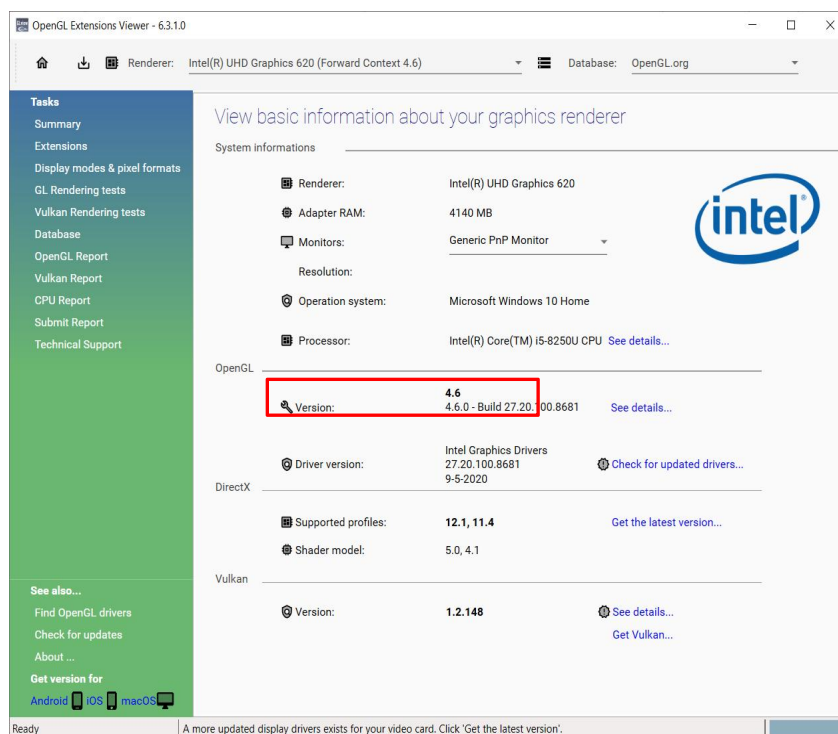 OpenGL Extensions Viewer - 6.3.1.0
Renderer: Intel(R) UHD Graphics 620 (Forward Context 4.6) Database: OpenGL.org
Tasks
Summary
Extensions
Display modes & pixel formats
GL Rendering tests
Vulkan Rendering tests
Database
OpenGL Report
Vulkan Report
CPU Report
Submit Report
Technical Support
See also...
Find OpenGL drivers
Check for updates
About ...
Get version for
Android iOS macOS
View basic information about your graphics renderer
System informations
Renderer: Intel(R) UHD Graphics 620
Adapter RAM: 4140 MB
Monitors: Generic PnP Monitor
Resolution:
Operation system: Microsoft Windows 10 Home
Processor: Intel(R) Core(TM) i5-8250U CPU See details...
intel
OpenGL
4.6
Version: 4.6.0 - Build 27.20.100.8681 See details...
Intel Graphics Drivers
Driver version: 27.20.100.8681 Check for updated drivers...
9-5-2020
DirectX
Supported profiles: 12.1, 11.4 Get the latest version...
Shader model: 5.0, 4.1
Vulkan
Version: 1.2.148 See details...
Get Vulkan...
Ready A more updated display drivers exists for your video card. Click 'Get the latest version'.